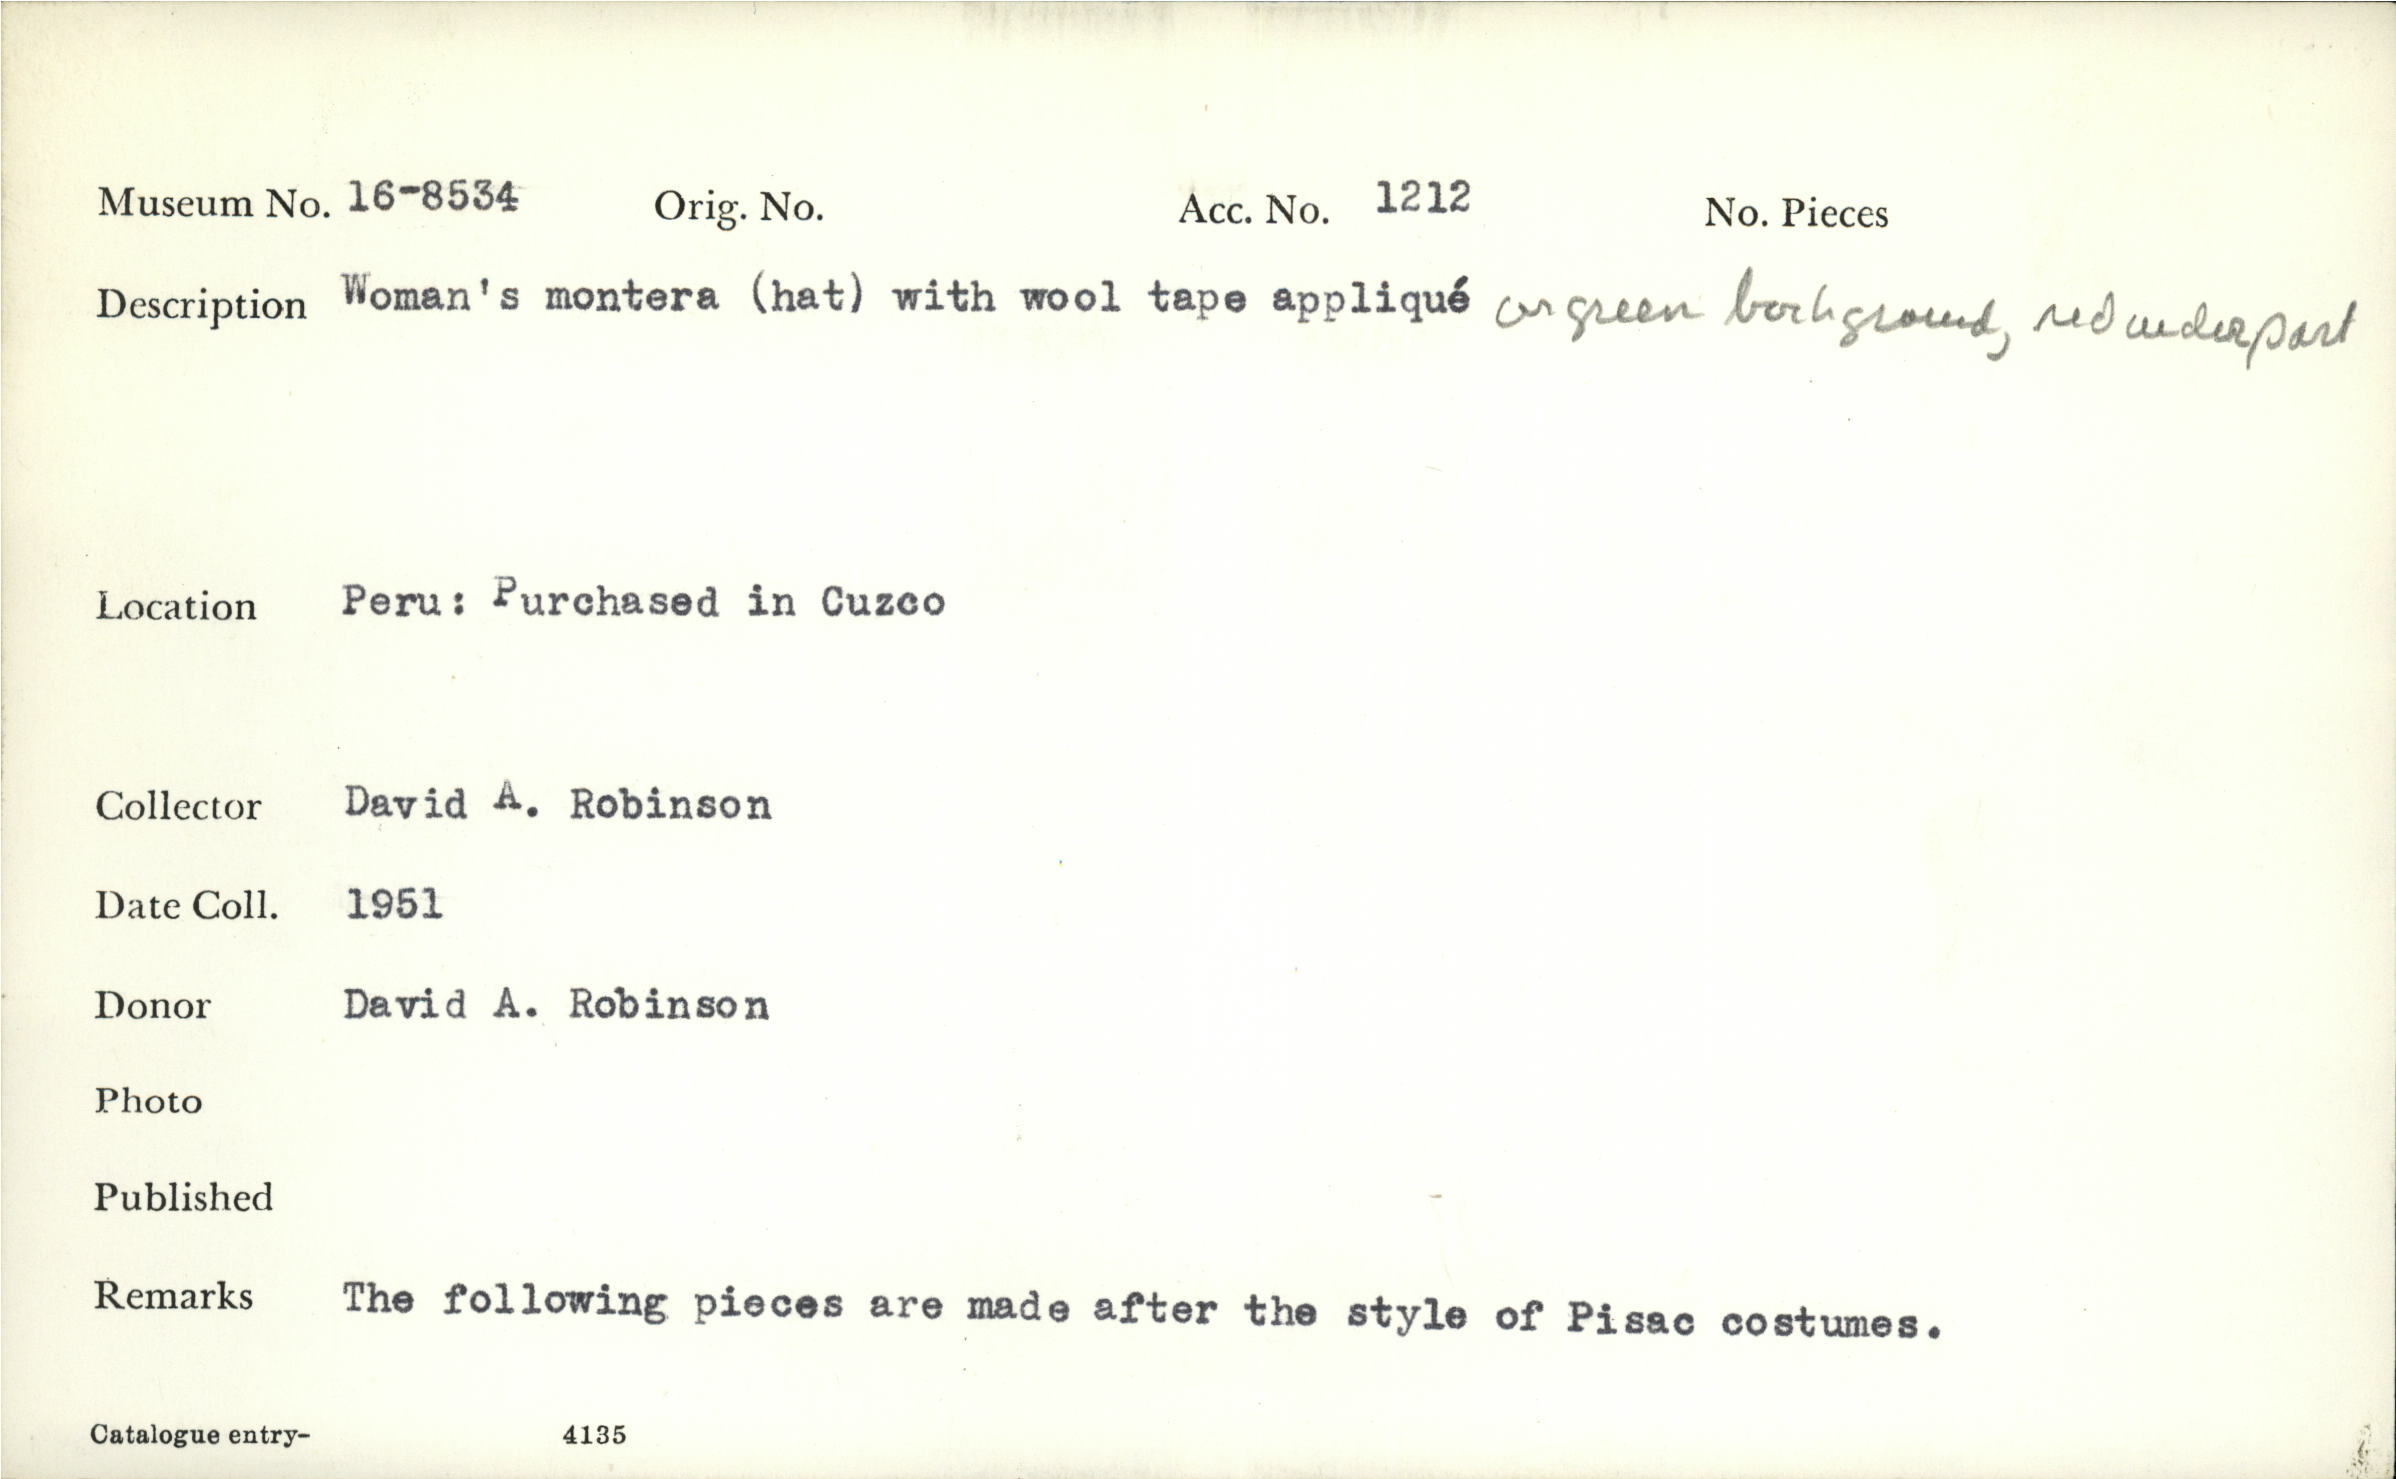 Museum No. 16-8534 Orig. No. Acc. No. 1212 No. Pieces
Description Woman's montera (hat) with wool tape appliqué on green background, red underpart
Location Peru: Purchased in Cuzco
Collector David A. Robinson
Date Coll. 1951
Donor David A. Robinson
Photo
Published
Remarks The following pieces are made after the style of Pisac costumes.
Catalogue entry- 4135